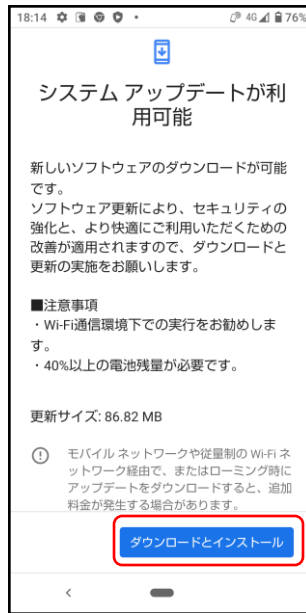 18:14 4G 76%
システム アップデートが利
用可能
新しいソフトウェアのダウンロードが可能
です。
ソフトウェア更新により、セキュリティの
強化と、より快適にご利用いただくための
改善が適用されますので、ダウンロードと
更新の実施をお願いします。
■注意事項
・Wi-Fi通信環境下での実行をお勧めしま
す。
・40%以上の電池残量が必要です。
更新サイズ: 86.82 MB
モバイル ネットワークや従量制の Wi-Fi ネ
ットワーク経由で、またはローミング時に
アップデートをダウンロードすると、追加
料金が発生する場合があります。
ダウンロードとインストール